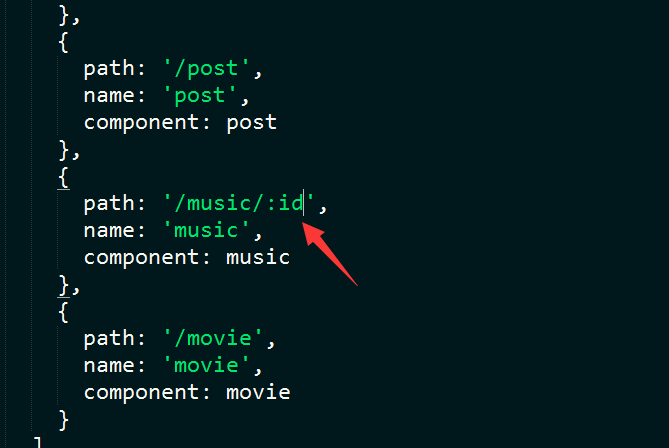 },
{
path: '/post',
name: 'post',
component: post
},
{
path: '/music/:id',
name: 'music',
component: music
},
{
path: '/movie',
name: 'movie',
component: movie
}
]